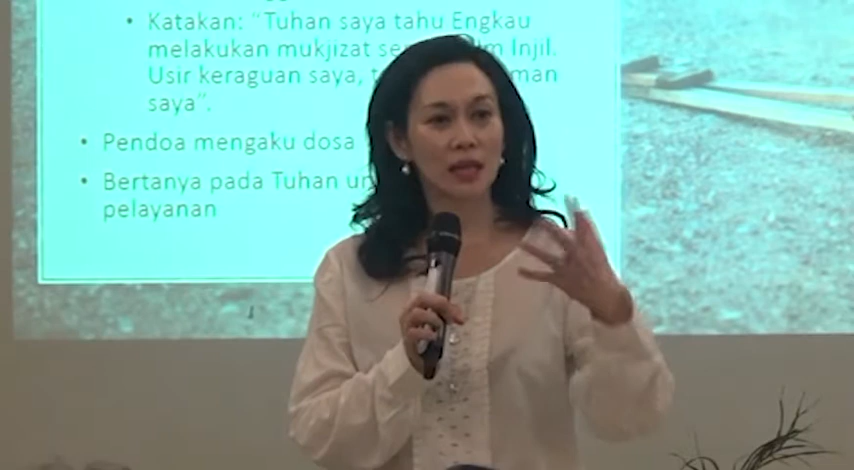 Katakan: "Tuhan saya tahu Engkau
melakukan mukjizat Injil.
Usir keraguan saya,
saya".
Pendoa mengaku dosa
Bertanya pada Tuhan
pelayanan